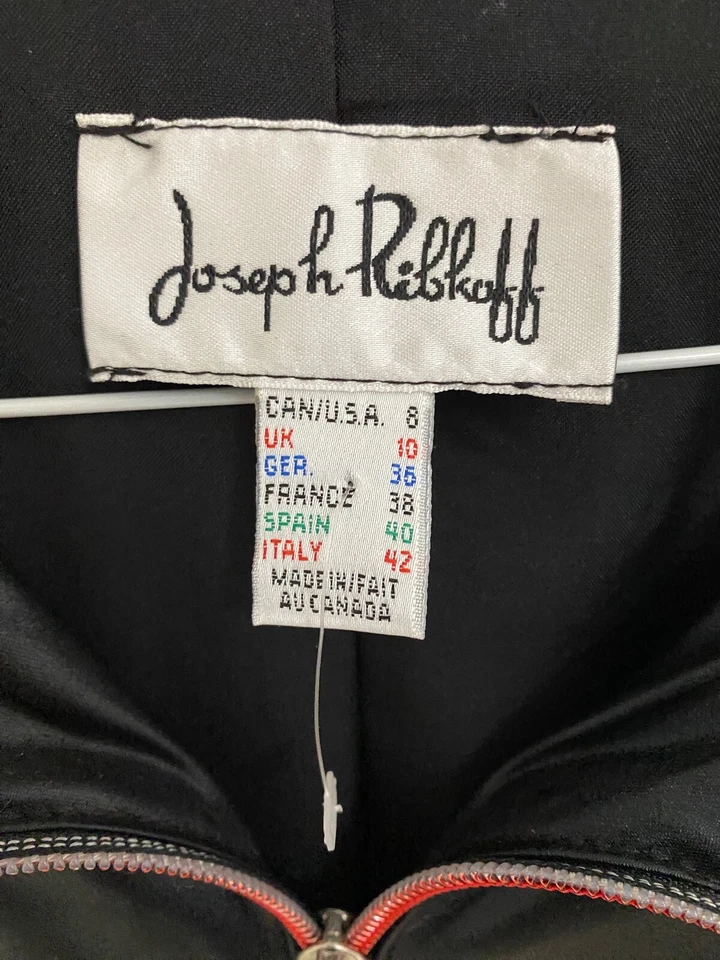 Joseph Ribkoff
CAN/U.S.A. 8
UK 10
GER. 36
FRANCE 38
SPAIN 40
ITALY 42
MADE IN/FAIT
AU CANADA